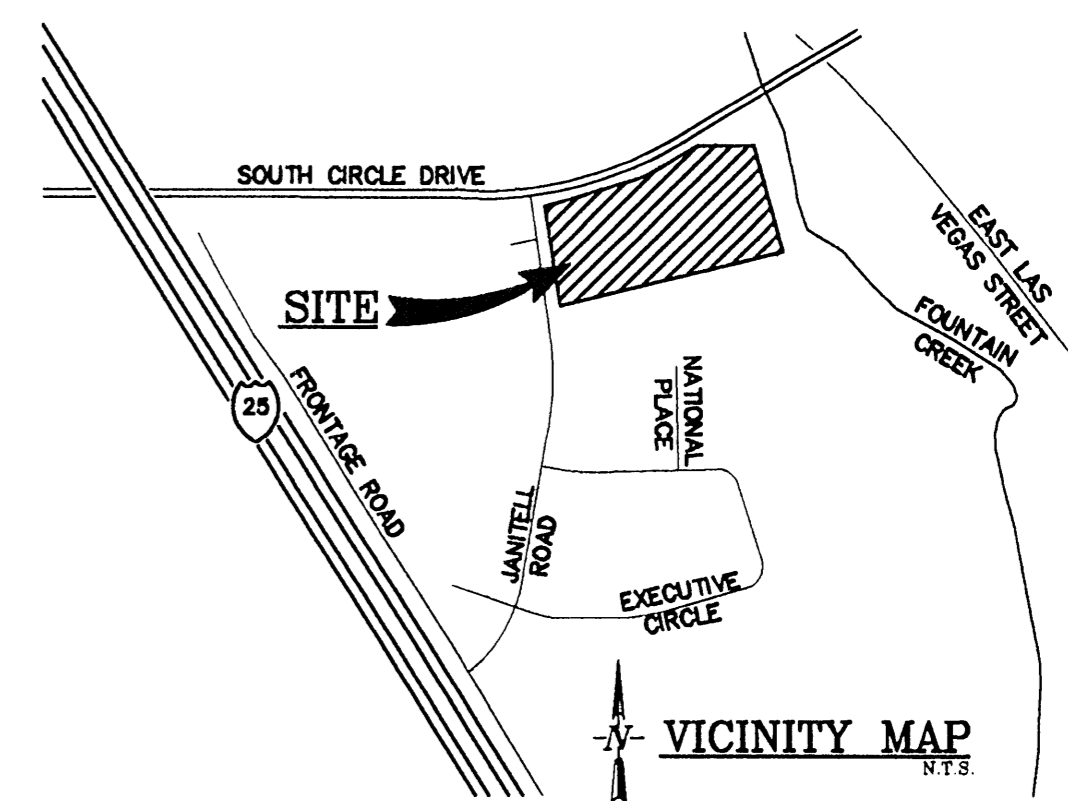 SOUTH CIRCLE DRIVE
EAST LAS
VEGAS STREET
SITE
FOUNTAIN
CREEK
25
FRONTAGE ROAD
NATIONAL
PLACE
JANITELL
ROAD
EXECUTIVE
CIRCLE
N
VICINITY MAP
N.T.S.